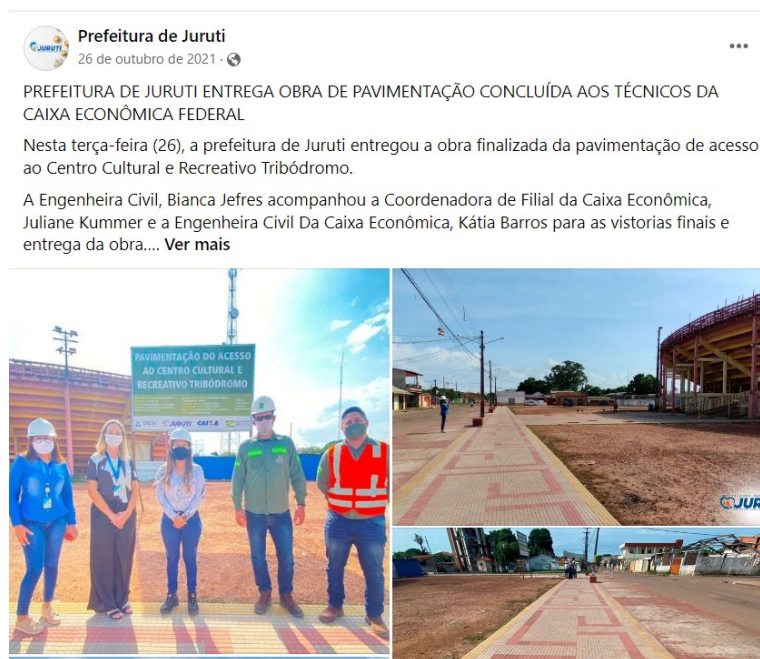 Prefeitura de Juruti
26 de outubro de 2021 ·
PREFEITURA DE JURUTI ENTREGA OBRA DE PAVIMENTAÇÃO CONCLUÍDA AOS TÉCNICOS DA
CAIXA ECONÔMICA FEDERAL
Nesta terça-feira (26), a prefeitura de Juruti entregou a obra finalizada da pavimentação de acesso
ao Centro Cultural e Recreativo Tribódromo.
A Engenheira Civil, Bianca Jefres acompanhou a Coordenadora de Filial da Caixa Econômica,
Juliane Kummer e a Engenheira Civil Da Caixa Econômica, Kátia Barros para as vistorias finais e
entrega da obra.... Ver mais
PAVIMENTAÇÃO DO ACESSO
AO CENTRO CULTURAL E
RECREATIVO TRIBÓDROMO
JURUTI CAIXA
JUR